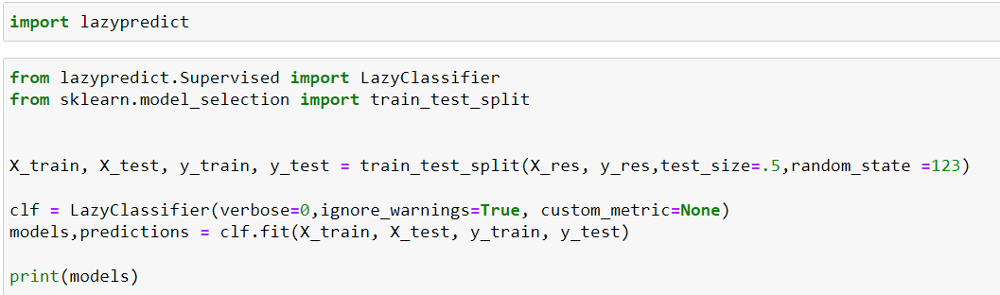 import lazypredict
from lazypredict.Supervised import LazyClassifier
from sklearn.model_selection import train_test_split
X_train, X_test, y_train, y_test = train_test_split(X_res, y_res,test_size=.5,random_state =123)
clf = LazyClassifier(verbose=0,ignore_warnings=True, custom_metric=None)
models,predictions = clf.fit(X_train, X_test, y_train, y_test)
print(models)